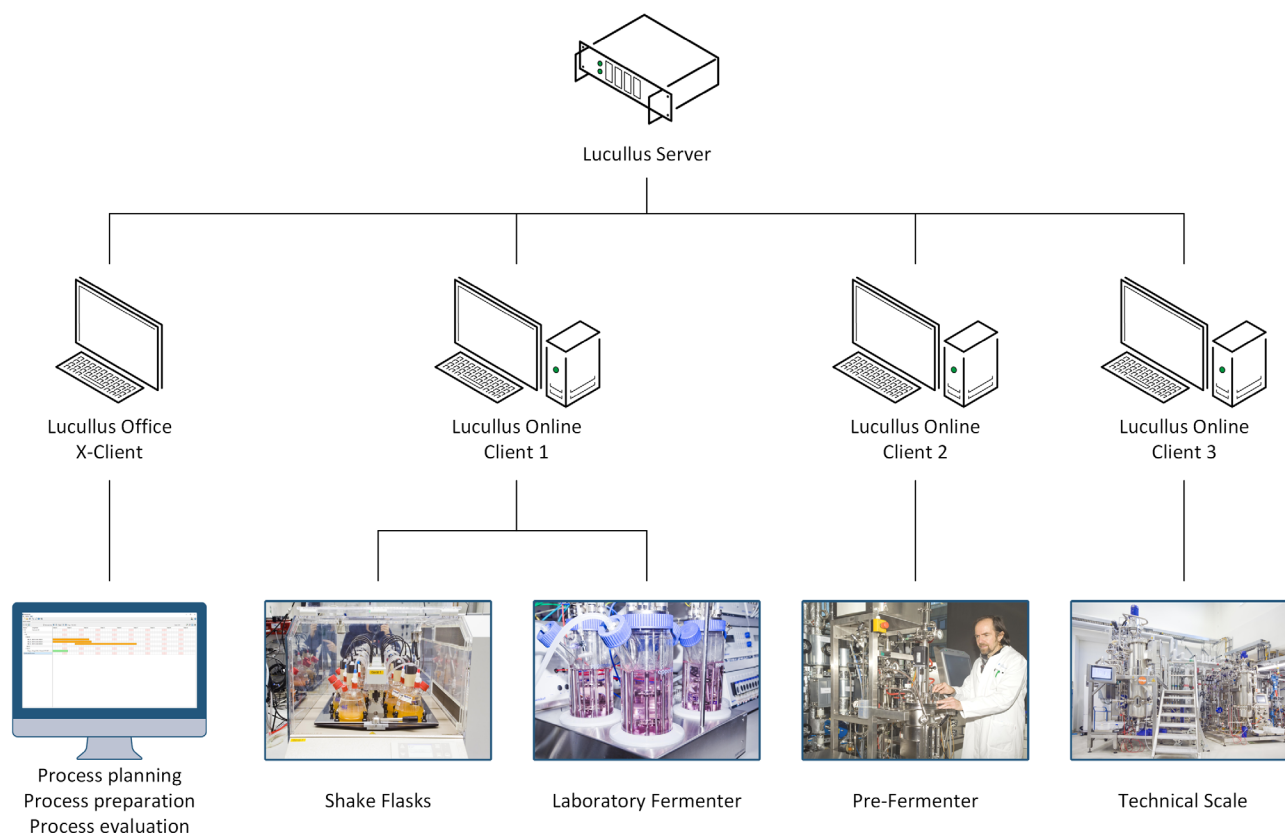 Lucullus Server
Lucullus Office
X-Client
Lucullus Online
Client 1
Lucullus Online
Client 2
Lucullus Online
Client 3
Process planning
Process preparation
Process evaluation
Shake Flasks
Laboratory Fermenter
Pre-Fermenter
Technical Scale